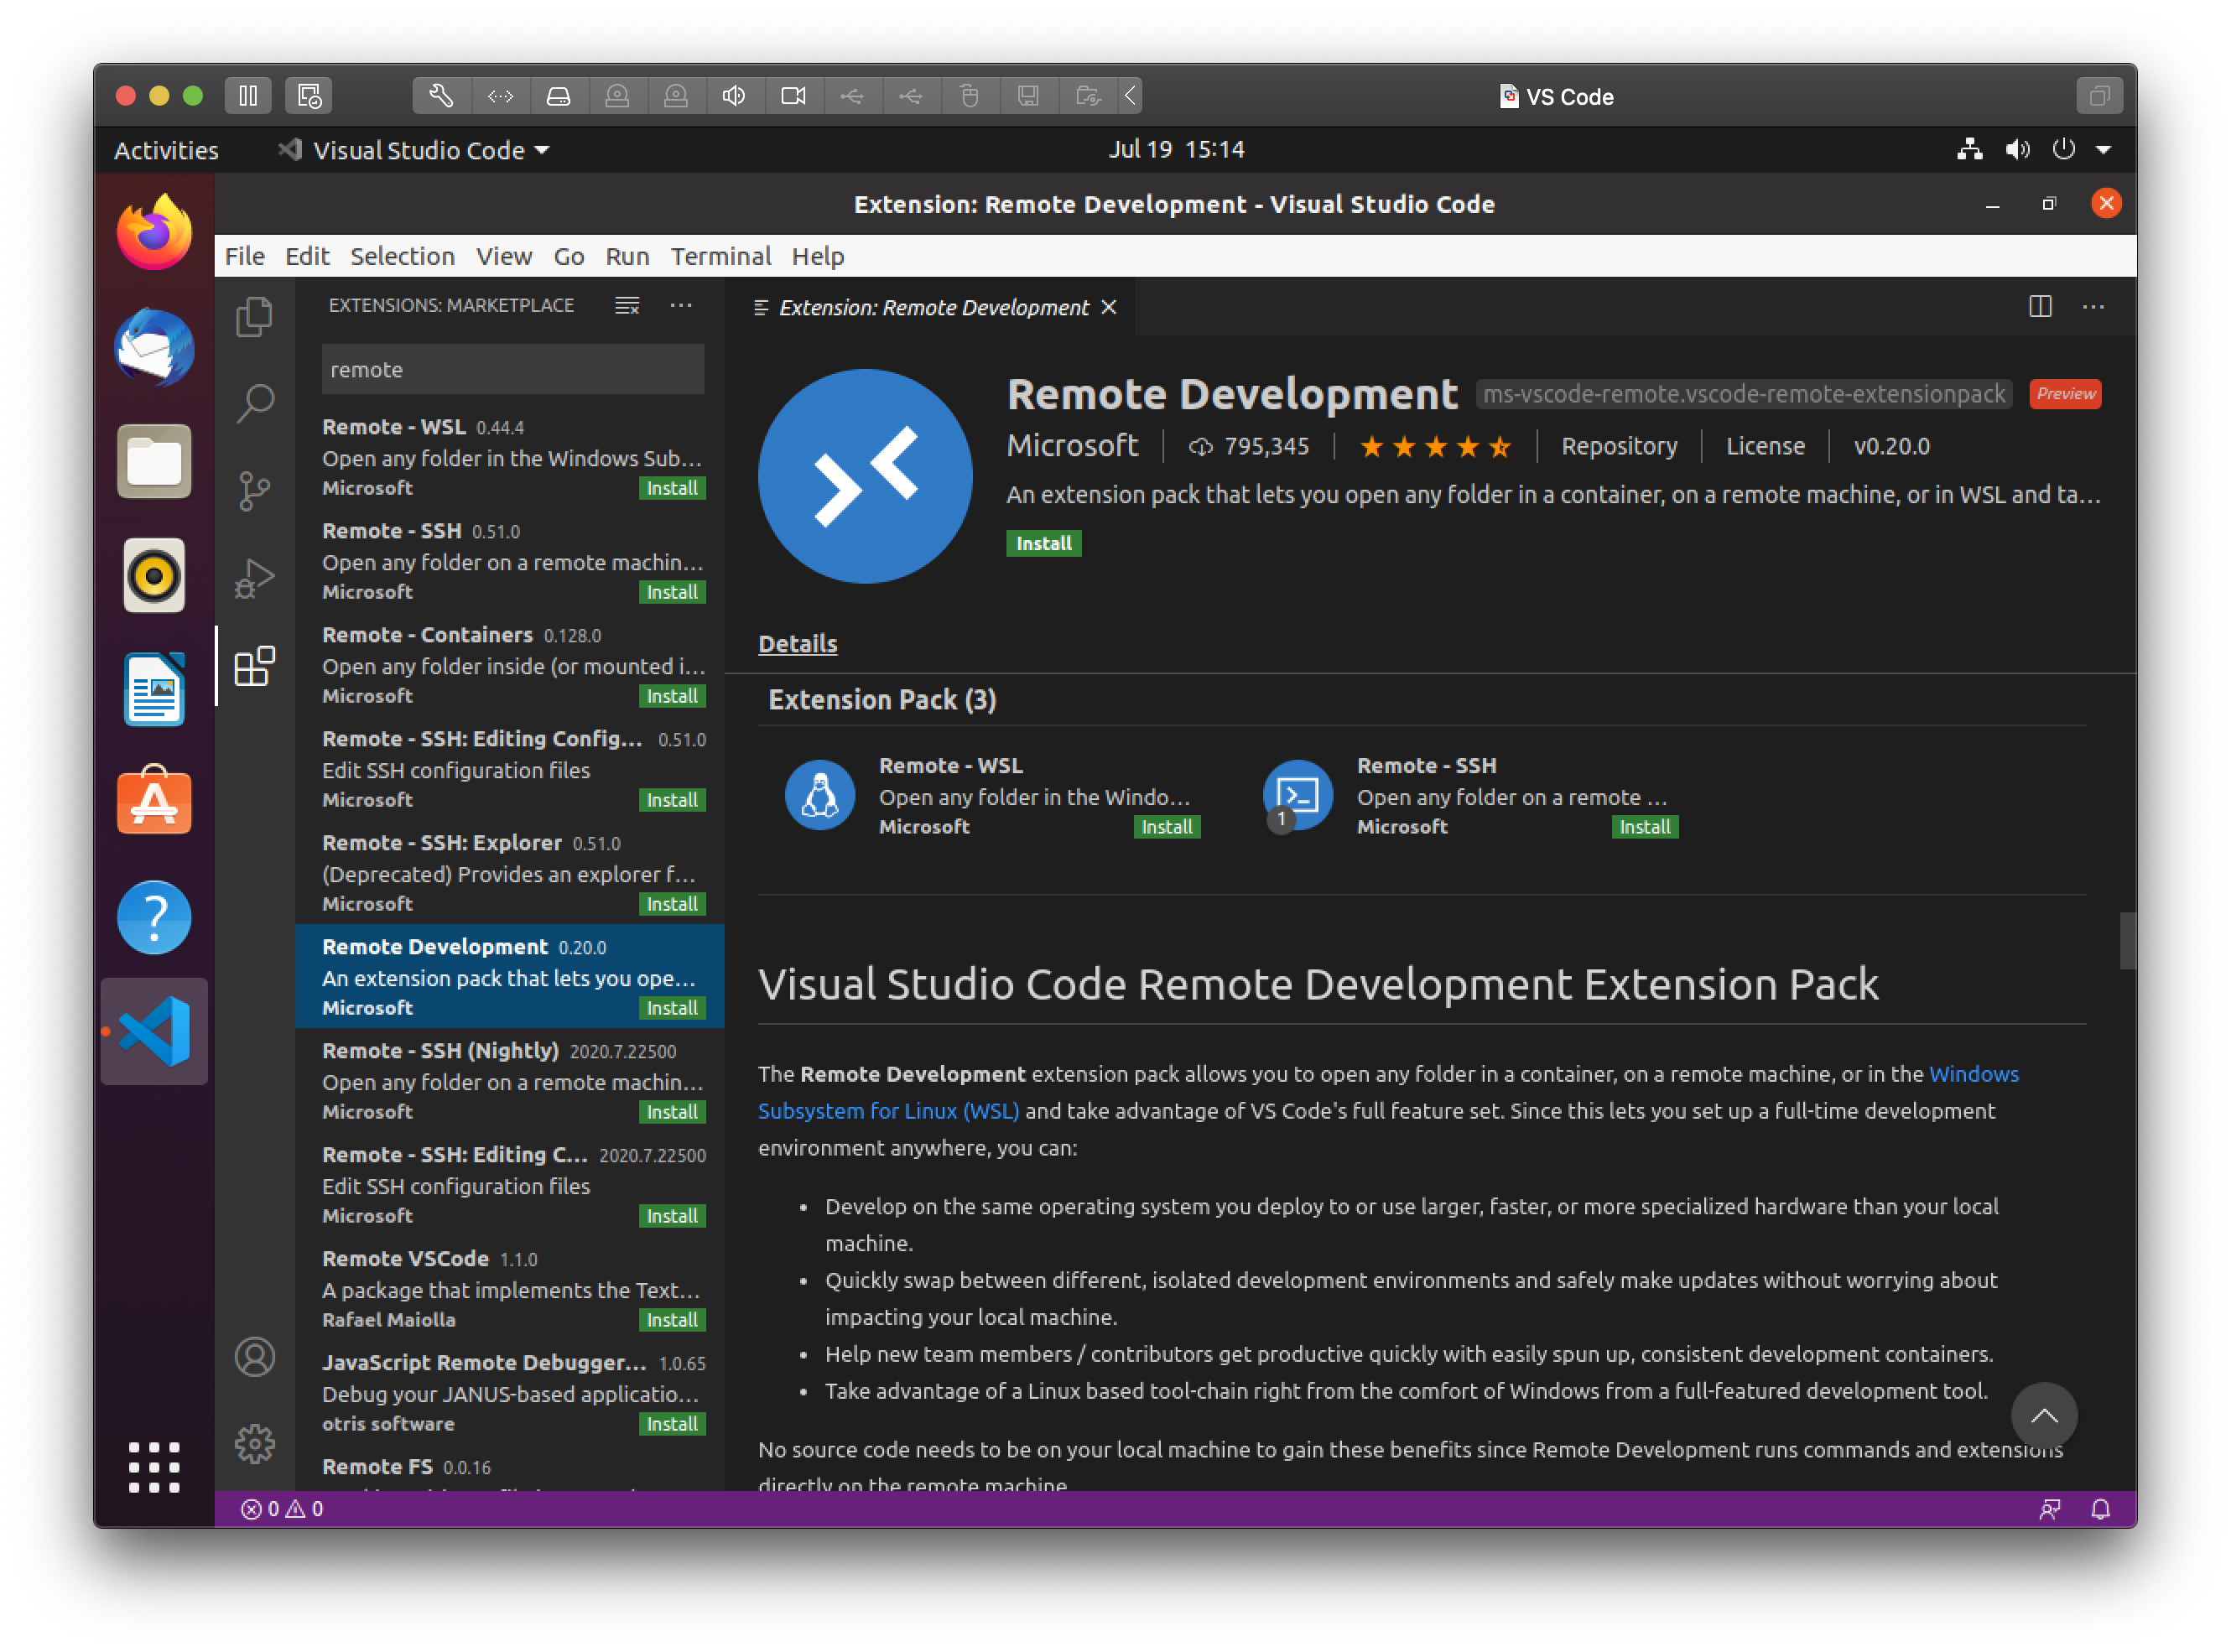 VS Code
Activities
Visual Studio Code
Jul 19 15:14
Extension: Remote Development - Visual Studio Code
File Edit Selection View Go Run Terminal Help
EXTENSIONS: MARKETPLACE
remote
Remote - WSL 0.44.4
Open any folder in the Windows Sub...
Microsoft
Install
Remote - SSH 0.51.0
Open any folder on a remote machin...
Microsoft
Install
Remote - Containers 0.128.0
Open any folder inside (or mounted i...
Microsoft
Install
Remote - SSH: Editing Config... 0.51.0
Edit SSH configuration files
Microsoft
Install
Remote - SSH: Explorer 0.51.0
(Deprecated) Provides an explorer f...
Microsoft
Install
Remote Development 0.20.0
An extension pack that lets you ope...
Microsoft
Install
Remote - SSH (Nightly) 2020.7.22500
Open any folder on a remote machin...
Microsoft
Install
Remote - SSH: Editing C... 2020.7.22500
Edit SSH configuration files
Microsoft
Install
Remote VSCode 1.1.0
A package that implements the Text...
Rafael Maiolla
Install
JavaScript Remote Debugger... 1.0.65
Debug your JANUS-based applicatio...
otris software
Install
Remote FS 0.0.16
Extension: Remote Development
Remote Development ms-vscode-remote.vscode-remote-extensionpack Preview
Microsoft 795,345 Repository License v0.20.0
An extension pack that lets you open any folder in a container, on a remote machine, or in WSL and ta...
Install
Details
Extension Pack (3)
Remote - WSL
Open any folder in the Windo...
Microsoft
Install
1
Remote - SSH
Open any folder on a remote ...
Microsoft
Install
Visual Studio Code Remote Development Extension Pack
The Remote Development extension pack allows you to open any folder in a container, on a remote machine, or in the Windows
Subsystem for Linux (WSL) and take advantage of VS Code's full feature set. Since this lets you set up a full-time development
environment anywhere, you can:
• Develop on the same operating system you deploy to or use larger, faster, or more specialized hardware than your local
machine.
• Quickly swap between different, isolated development environments and safely make updates without worrying about
impacting your local machine.
• Help new team members / contributors get productive quickly with easily spun up, consistent development containers.
• Take advantage of a Linux based tool-chain right from the comfort of Windows from a full-featured development tool.
No source code needs to be on your local machine to gain these benefits since Remote Development runs commands and extensions
directly on the remote machine
0 0